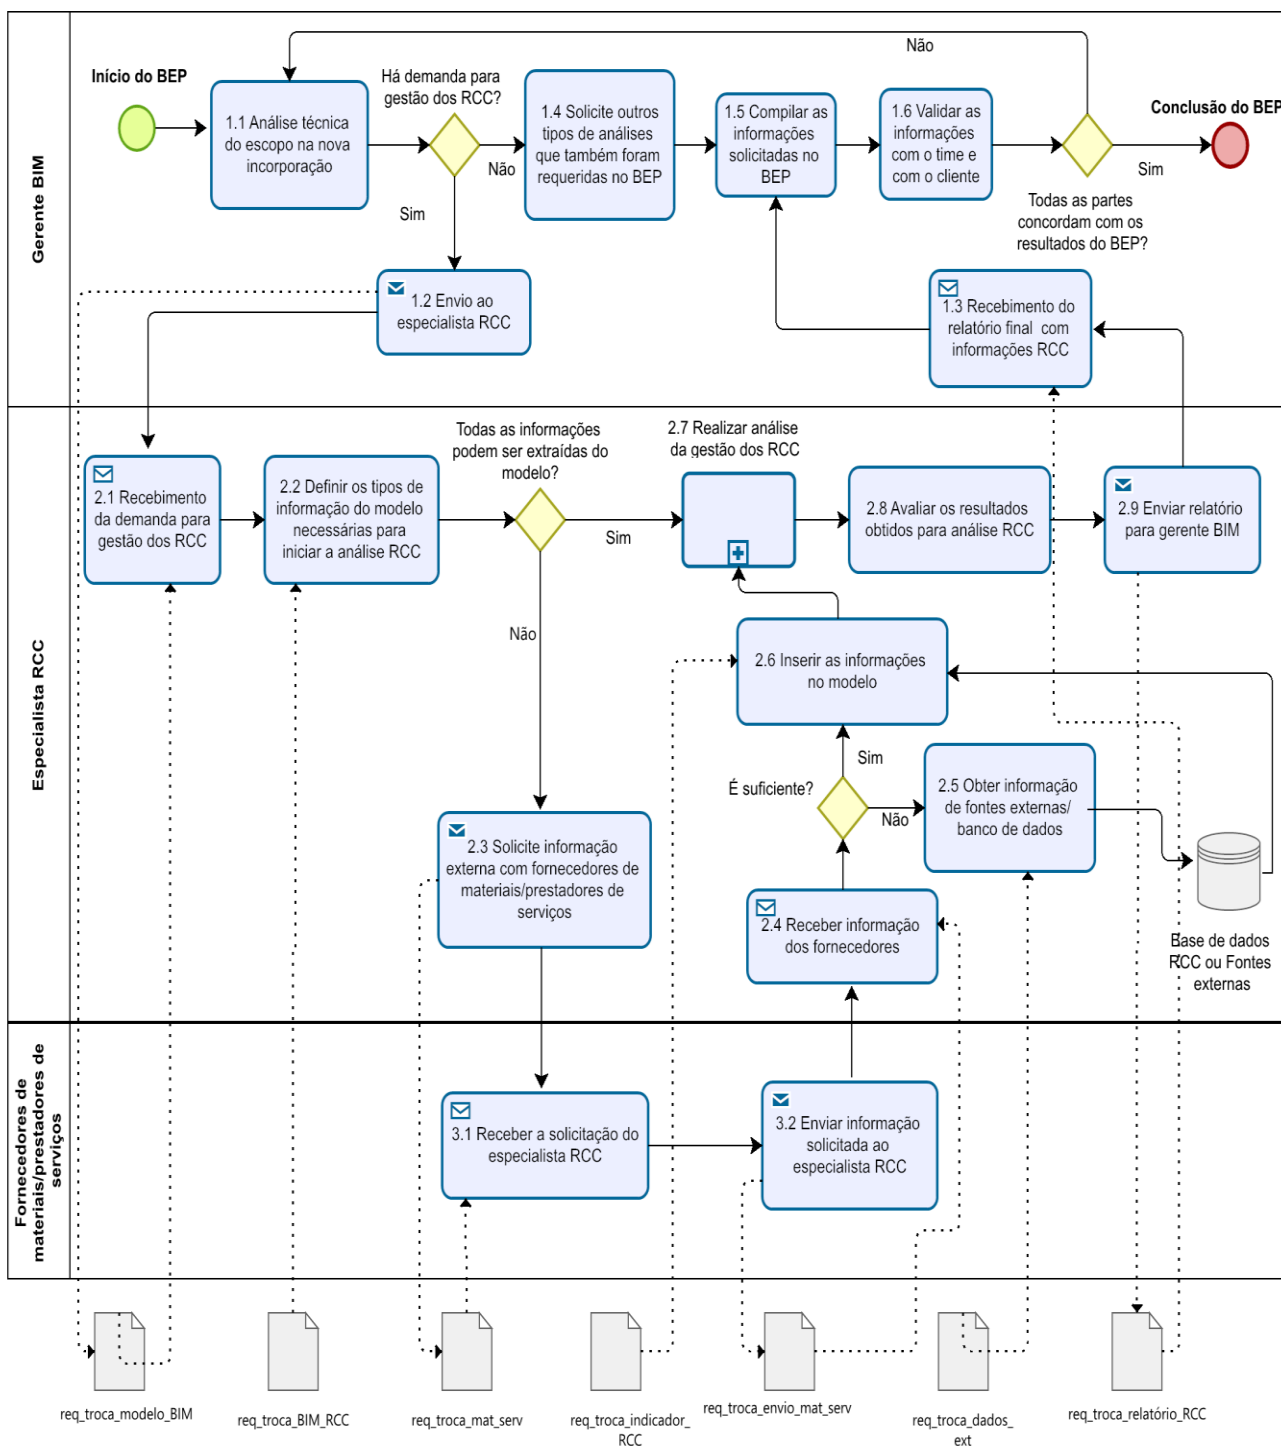 Gerente BIM
Início do BEP
1.1 Análise técnica
do escopo na nova
incorporação
Há demanda para
gestão dos RCC?
Não
Sim
1.4 Solicite outros
tipos de análises
que também foram
requeridas no BEP
1.5 Compilar as
informações
solicitadas no
BEP
1.6 Validar as
informações
com o time e
com o cliente
Não
Conclusão do BEP
Sim
Todas as partes
concordam com os
resultados do BEP?
1.2 Envio ao
especialista RCC
1.3 Recebimento do
relatório final com
informações RCC
Especialista RCC
2.1 Recebimento
da demanda para
gestão dos RCC
2.2 Definir os tipos de
informação do modelo
necessárias para
iniciar a análise RCC
Todas as informações
podem ser extraídas do
modelo?
Sim
Não
2.7 Realizar análise
da gestão dos RCC
2.8 Avaliar os resultados
obtidos para análise RCC
2.9 Enviar relatório
para gerente BIM
2.6 Inserir as informações
no modelo
Sim
É suficiente?
Não
2.5 Obter informação
de fontes externas/
banco de dados
2.3 Solicite informação
externa com fornecedores de
materiais/prestadores de
serviços
2.4 Receber informação
dos fornecedores
Base de dados
RCC ou Fontes
externas
Fornecedores de
materiais/prestadores de
serviços
3.1 Receber a solicitação do
especialista RCC
3.2 Enviar informação
solicitada ao
especialista RCC
req_troca_modelo_BIM
req_troca_BIM_RCC
req_troca_mat_serv
req_troca_indicador_
RCC
req_troca_envio_mat_serv
req_troca_dados_
ext
req_troca_relatório_RCC